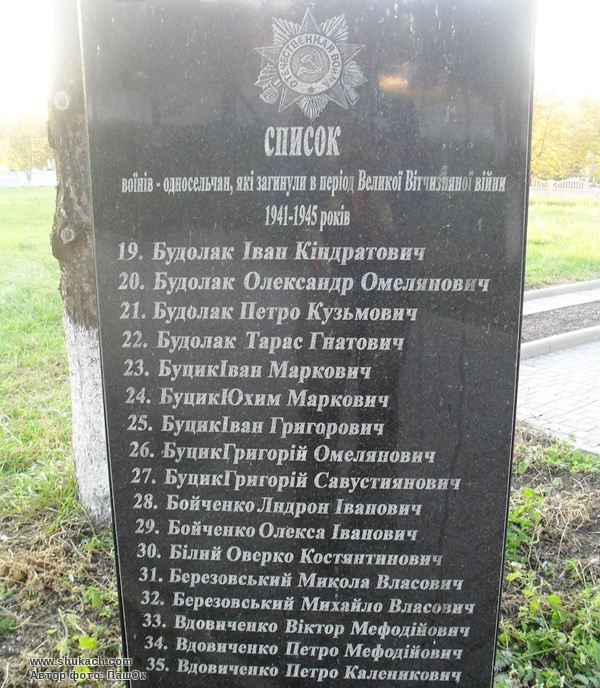 ОТЕЧЕСТВЕННАЯ ВОЙНА
СПИСОК
воїнів - односельчан, які загинули в період Великої Вітчизняної війни
1941-1945 років
19. Будолак Іван Кіндратович
20. Будолак Олександр Омелянович
21. Будолак Петро Кузьмович
22. Будолак Тарас Гнатович
23. БуцикІван Маркович
24. БуцикЮхим Маркович
25. БуцикІван Григорович
26. БуцикГригорій Омелянович
27. БуцикГригорій Савустиянович
28. Бойченко Лндрон Іванович
29. Бойченко Олекса Іванович
30. Білий Оверко Костянтинович
31. Березовський Микола Власович
32. Березовський Михайло Власович
33. Вдовиченко Віктор Мефодійович
34. Вдовиченко Петро Мефодійович
35. Вдовиченко Петро Каленикович
www.shukach.com
Автор фото: ПашОк